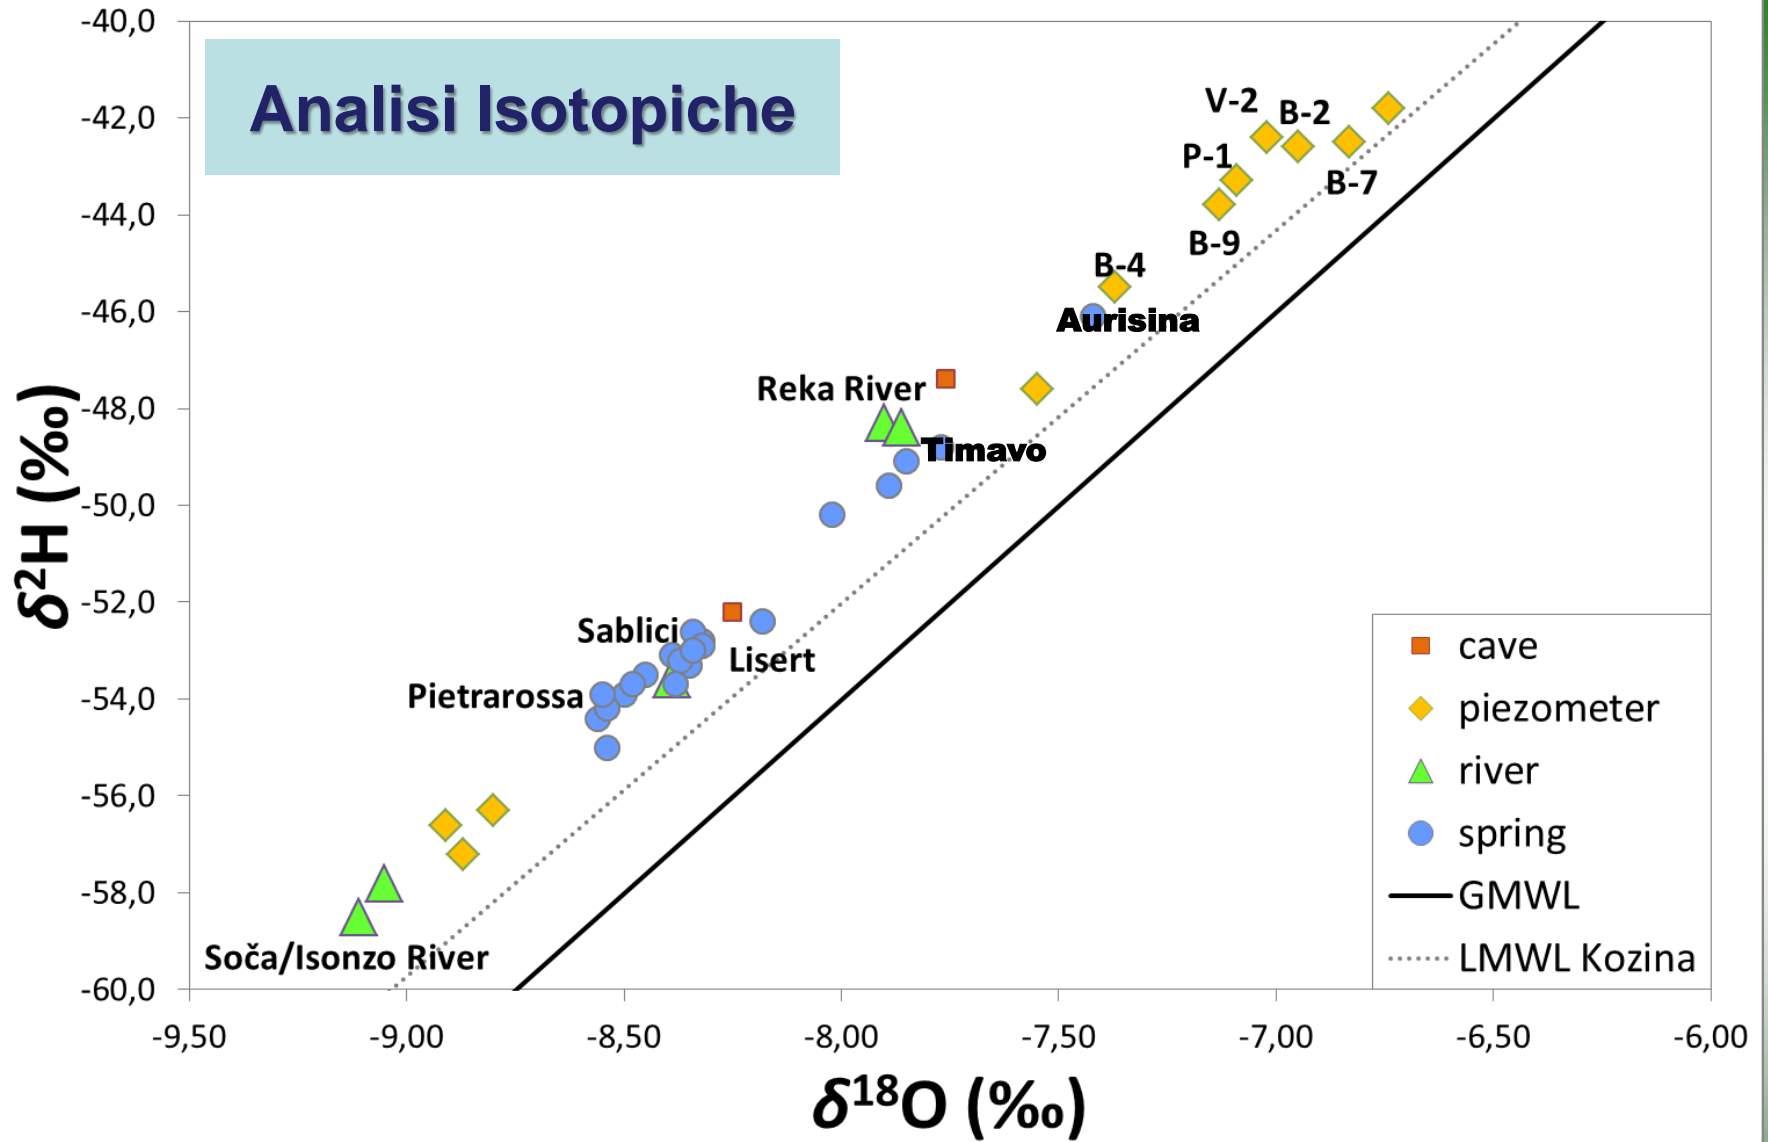 Analisi Isotopiche
-40,0
-42,0
-44,0
-46,0
-48,0
-50,0
-52,0
-54,0
-56,0
-58,0
-60,0
δ²H (‰)
V-2
B-2
P-1
B-7
B-9
B-4
Aurisina
Reka River
Timavo
Sablici
Lisert
Pietrarossa
Soča/Isonzo River
cave
piezometer
river
spring
GMWL
LMWL Kozina
-9,50 -9,00 -8,50 -8,00 -7,50 -7,00 -6,50 -6,00
δ¹⁸O (‰)